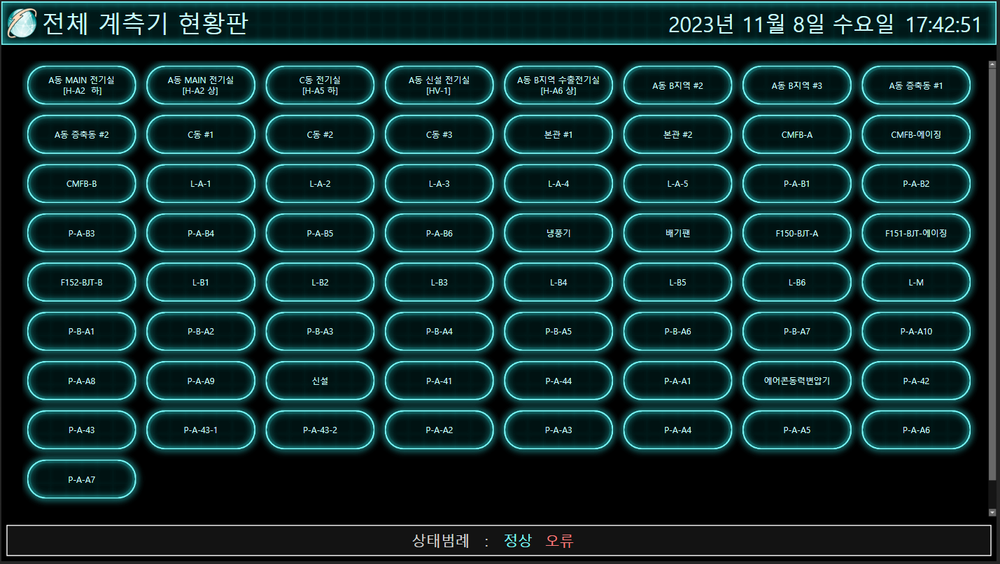 전체 계측기 현황판 2023년 11월 8일 수요일 17:42:51
A동 MAIN 전기실
[H-A2 하]
A동 MAIN 전기실
[H-A2 상]
C동 전기실
[H-A5 하]
A동 신설 전기실
[HV-1]
A동 B지역 수출전기실
[H-A6 상]
A동 B지역 #2
A동 B지역 #3
A동 증축동 #1
A동 증축동 #2
C동 #1
C동 #2
C동 #3
본관 #1
본관 #2
CMFB-A
CMFB-에이징
CMFB-B
L-A-1
L-A-2
L-A-3
L-A-4
L-A-5
P-A-B1
P-A-B2
P-A-B3
P-A-B4
P-A-B5
P-A-B6
냉풍기
배기팬
F150-BJT-A
F151-BJT-에이징
F152-BJT-B
L-B1
L-B2
L-B3
L-B4
L-B5
L-B6
L-M
P-B-A1
P-B-A2
P-B-A3
P-B-A4
P-B-A5
P-B-A6
P-B-A7
P-A-A10
P-A-A8
P-A-A9
신설
P-A-41
P-A-44
P-A-A1
에어콘동력변압기
P-A-42
P-A-43
P-A-43-1
P-A-43-2
P-A-A2
P-A-A3
P-A-A4
P-A-A5
P-A-A6
P-A-A7
상태범례 : 정상 오류